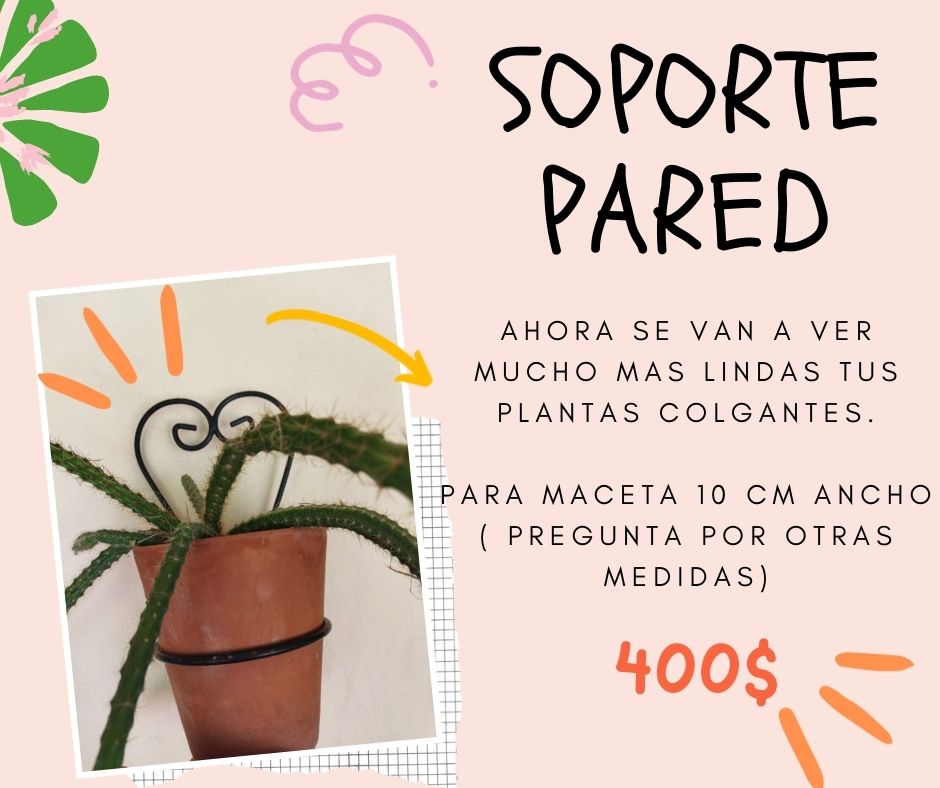 SOPORTE
PARED
AHORA SE VAN A VER
MUCHO MAS LINDAS TUS
PLANTAS COLGANTES.
PARA MACETA 10 CM ANCHO
( PREGUNTA POR OTRAS
MEDIDAS)
400$